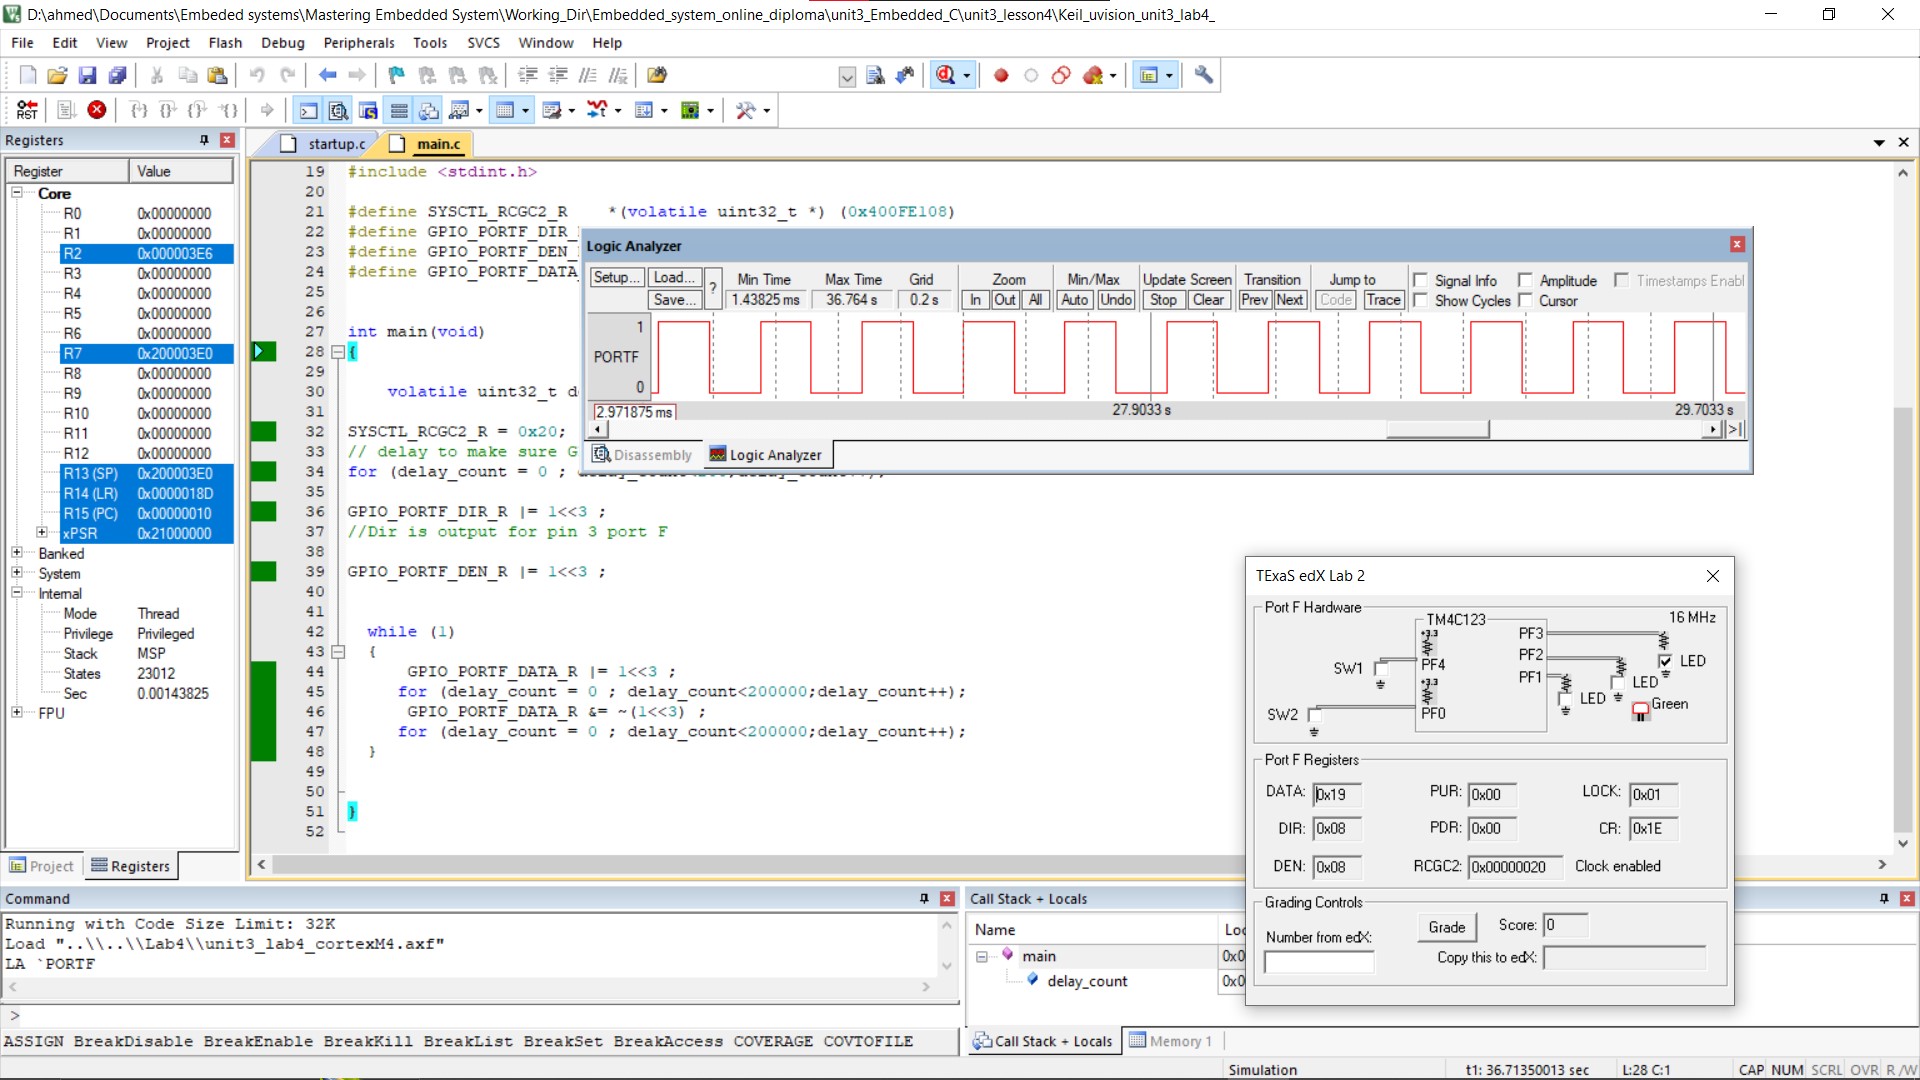 D:\ahmed\Documents\Embeded systems\Mastering Embedded System\Working_Dir\Embedded_system_online_diploma\unit3_Embedded_C\unit3_lesson4\Keil_uvision_unit3_lab4_
File Edit View Project Flash Debug Peripherals Tools SVCS Window Help
RST
Registers
Register Value
Core
R0 0x00000000
R1 0x00000000
R2 0x000003E6
R3 0x00000000
R4 0x00000000
R5 0x00000000
R6 0x00000000
R7 0x200003E0
R8 0x00000000
R9 0x00000000
R10 0x00000000
R11 0x00000000
R12 0x00000000
R13 (SP) 0x200003E0
R14 (LR) 0x0000018D
R15 (PC) 0x00000010
xPSR 0x21000000
Banked
System
Internal
Mode Thread
Privilege Privileged
Stack MSP
States 23012
Sec 0.00143825
FPU
Project Registers
startup.c main.c
19 #include <stdint.h>
20
21 #define SYSCTL_RCGC2_R *(volatile uint32_t *) (0x400FE108)
22 #define GPIO_PORTF_DIR_
23 #define GPIO_PORTF_DEN_
24 #define GPIO_PORTF_DATA_
25
26
27 int main(void)
28 {
29
30 volatile uint32_t
31
32 SYSCTL_RCGC2_R = 0x20;
33 // delay to make sure G
34 for (delay_count = 0 ;
35
36 GPIO_PORTF_DIR_R |= 1<<3 ;
37 //Dir is output for pin 3 port F
38
39 GPIO_PORTF_DEN_R |= 1<<3 ;
40
41
42 while (1)
43 {
44 GPIO_PORTF_DATA_R |= 1<<3 ;
45 for (delay_count = 0 ; delay_count<200000;delay_count++);
46 GPIO_PORTF_DATA_R &= ~(1<<3) ;
47 for (delay_count = 0 ; delay_count<200000;delay_count++);
48 }
49
50
51 }
52
Logic Analyzer
Setup... Load... ? Min Time Max Time Grid Zoom Min/Max Update Screen Transition Jump to Signal Info Amplitude Timestamps Enabl
Save... 1.43825 ms 36.764 s 0.2 s In Out All Auto Undo Stop Clear Prev Next Code Trace Show Cycles Cursor
1
PORTF
0
2.971875 ms 27.9033 s 29.7033 s
Disassembly Logic Analyzer
TExaS edX Lab 2
Port F Hardware
TM4C123 16 MHz
+3.3 PF3
PF2 LED
SW1 PF4
PF1 LED
+3.3 LED
Green
SW2 PF0
Port F Registers
DATA: 0x19 PUR: 0x00 LOCK: 0x01
DIR: 0x08 PDR: 0x00 CR: 0x1E
DEN: 0x08 RCGC2: 0x00000020 Clock enabled
Grading Controls
Number from edX: Grade Score: 0
Copy this to edX:
Command
Running with Code Size Limit: 32K
Load "..\\..\\Lab4\\unit3_lab4_cortexM4.axf"
LA `PORTF
>
ASSIGN BreakDisable BreakEnable BreakKill BreakList BreakSet BreakAccess COVERAGE COVTOFILE
Call Stack + Locals
Name Loc
main 0x0
delay_count 0x0
Call Stack + Locals Memory 1
Simulation t1: 36.71350013 sec L:28 C:1 CAP NUM SCRL OVR R/W